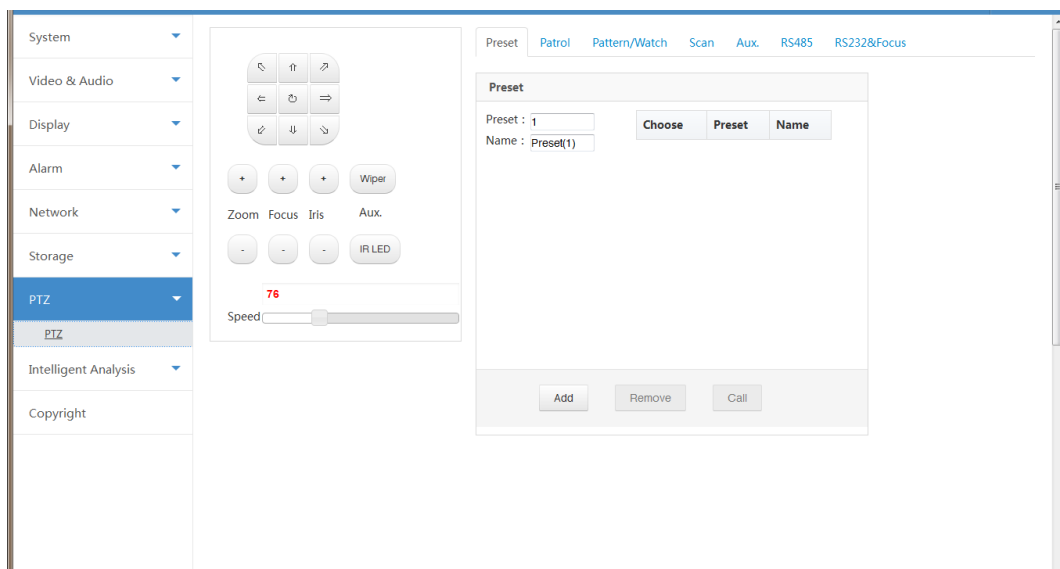 System
Video & Audio
Display
Alarm
Network
Storage
PTZ
PTZ
Intelligent Analysis
Copyright
+ + + Wiper
Zoom Focus Iris Aux.
- - - IR LED
76
Speed
Preset Patrol Pattern/Watch Scan Aux. RS485 RS232&Focus
Preset
Preset : 1
Name : Preset(1)
Choose Preset Name
Add Remove Call